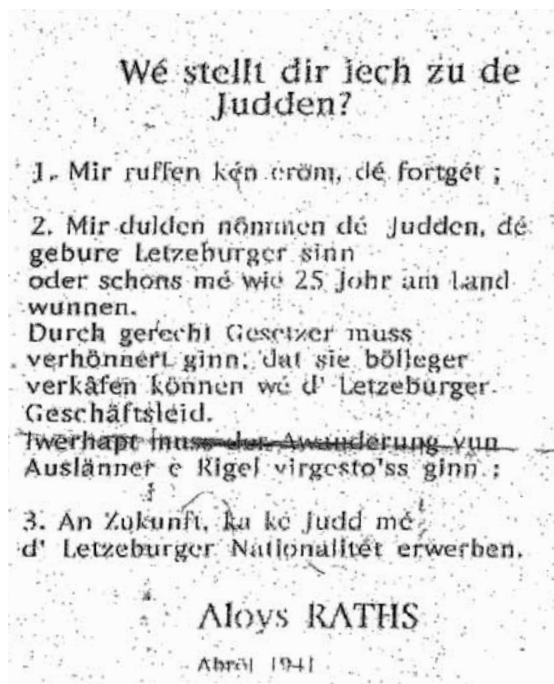 Wé stellt dir iech zu de
Judden?
1. Mir ruffen kén eröm, dé fortgét ;
2. Mir dulden nömmen dé Judden, dé
gebure Letzeburger sinn
oder schons mé wie 25 Johr am Land
wunnen.
Durch gerecht Gesetzer muss
verhönnert ginn, dat sie bölleger
verkâfen können wé d' Letzeburger
Geschäftsleid.
Iwerhapt muss der Awanderung vun
Auslänner e Rigel virgesto'ss ginn ;
3. An Zukunft, ka ke Judd mé
d' Letzeburger Nationalitét erwerben.
Aloys RATHS
Abröl 1941